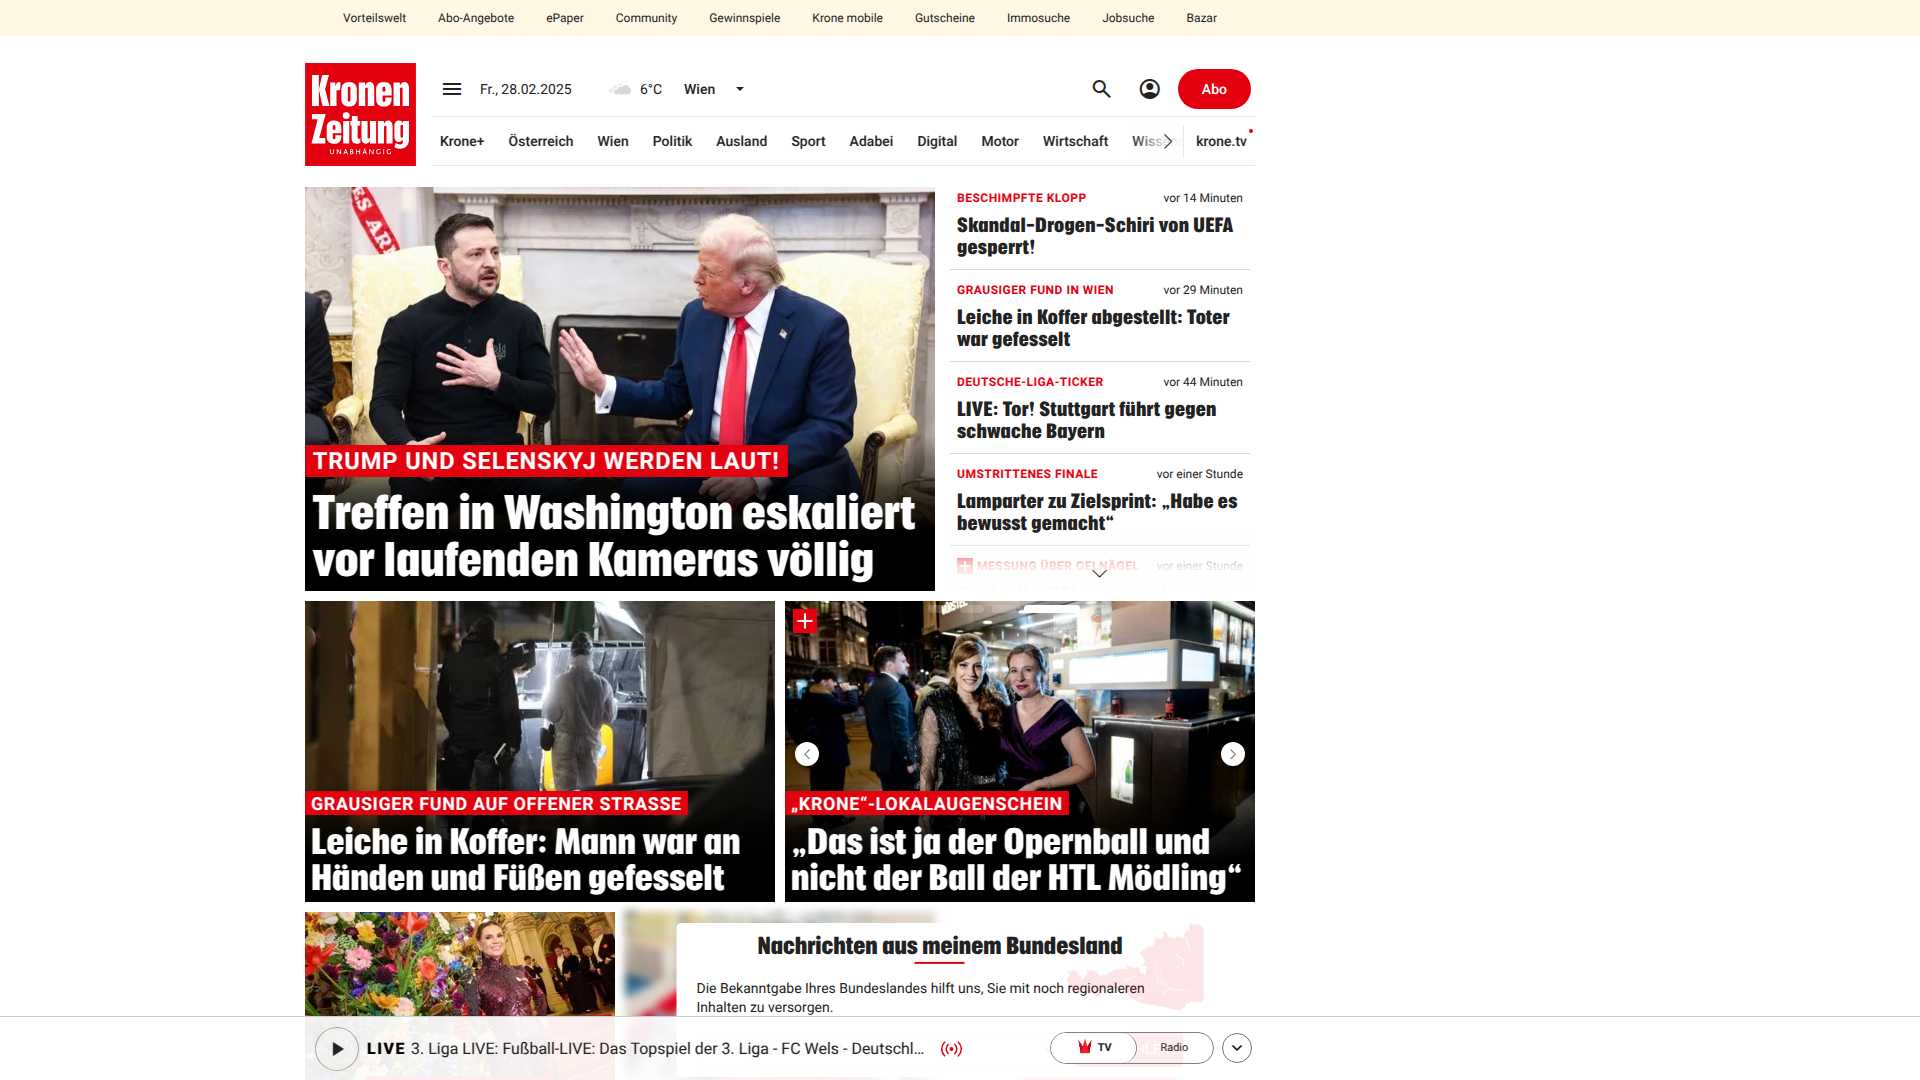 Vorteilswelt Abo-Angebote ePaper Community Gewinnspiele Krone mobile Gutscheine Immosuche Jobsuche Bazar
Kronen
Zeitung
UNABHÄNGIG
Fr., 28.02.2025 6°C Wien
Abo
Krone+ Österreich Wien Politik Ausland Sport Adabei Digital Motor Wirtschaft krone.tv
TRUMP UND SELENSKYJ WERDEN LAUT!
Treffen in Washington eskaliert
vor laufenden Kameras völlig
BESCHIMPFTE KLOPP vor 14 Minuten
Skandal-Drogen-Schiri von UEFA
gesperrt!
GRAUSIGER FUND IN WIEN vor 29 Minuten
Leiche in Koffer abgestellt: Toter
war gefesselt
DEUTSCHE-LIGA-TICKER vor 44 Minuten
LIVE: Tor! Stuttgart führt gegen
schwache Bayern
UMSTRITTENES FINALE vor einer Stunde
Lamparter zu Zielsprint: „Habe es
bewusst gemacht“
MESSUNG ÜBER GELNÄGEL vor einer Stunde
GRAUSIGER FUND AUF OFFENER STRASSE
Leiche in Koffer: Mann war an
Händen und Füßen gefesselt
„KRONE“-LOKALAUGENSCHEIN
„Das ist ja der Opernball und
nicht der Ball der HTL Mödling“
Nachrichten aus meinem Bundesland
Die Bekanntgabe Ihres Bundeslandes hilft uns, Sie mit noch regionaleren
Inhalten zu versorgen.
LIVE 3. Liga LIVE: Fußball-LIVE: Das Topspiel der 3. Liga - FC Wels - Deutschl... TV Radio